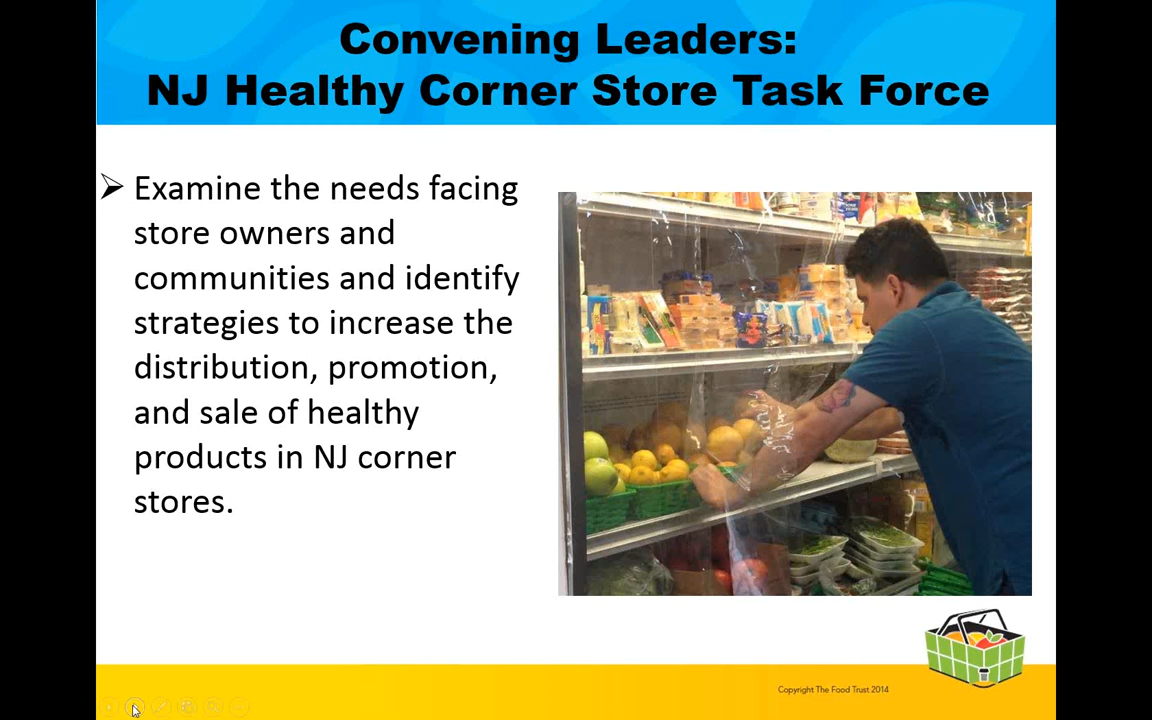 Convening Leaders:
NJ Healthy Corner Store Task Force
➢ Examine the needs facing
store owners and
communities and identify
strategies to increase the
distribution, promotion,
and sale of healthy
products in NJ corner
stores.
Copyright The Food Trust 2014